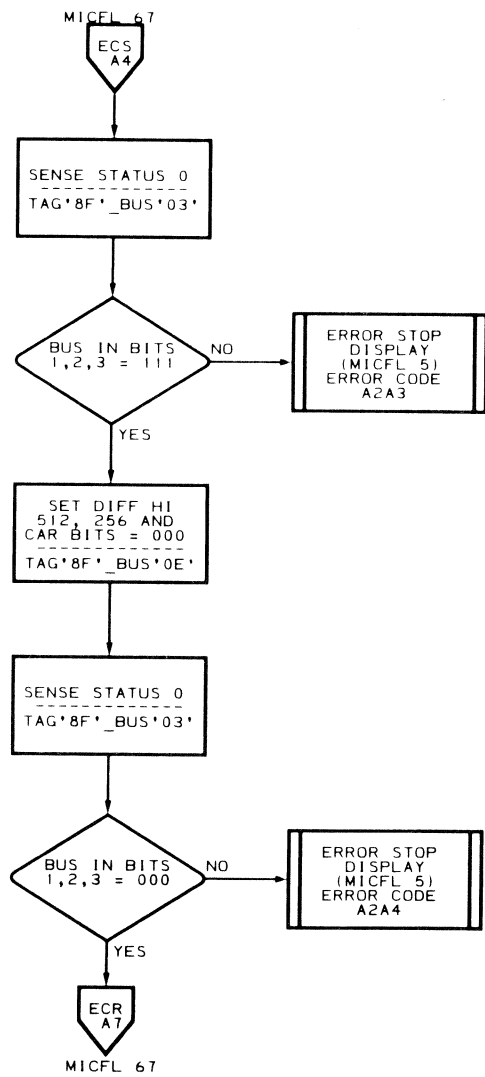 MICFL 67
ECS
A4
SENSE STATUS 0
TAG'8F'_BUS'03'
BUS IN BITS
1,2,3 = 111
NO
ERROR STOP
DISPLAY
(MICFL 5)
ERROR CODE
A2A3
YES
SET DIFF HI
512, 256 AND
CAR BITS = 000
TAG'8F'_BUS'0E'
SENSE STATUS 0
TAG'8F'_BUS'03'
BUS IN BITS
1,2,3 = 000
NO
ERROR STOP
DISPLAY
(MICFL 5)
ERROR CODE
A2A4
YES
ECR
A7
MICFL 67